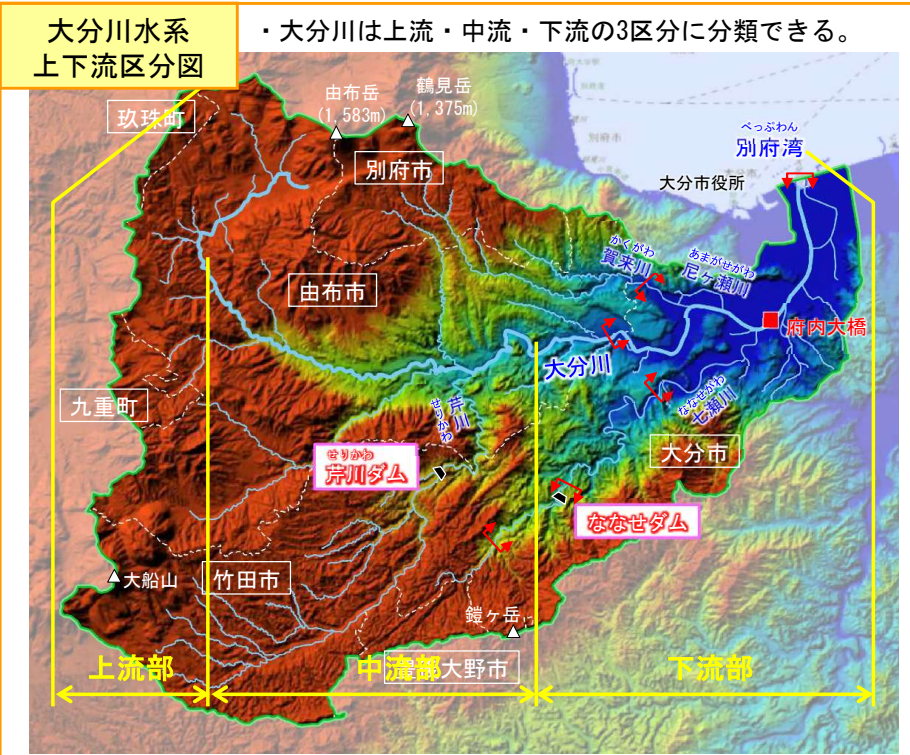 大分川水系
上下流区分図
・大分川は上流・中流・下流の3区分に分類できる。
玖珠町
由布岳
(1,583m)
鶴見岳
(1,375m)
別府市
別府湾
べっぷわん
別府湾
大分市役所
かくがわ
賀来川
あまがせがわ
尼ヶ瀬川
由布市
府内大橋
大分川
せりかわ
芹川
ななせがわ
七瀬川
九重町
せりかわ
芹川ダム
大分市
ななせダム
大船山
竹田市
鎧ヶ岳
大野市
上流部
中流部
下流部